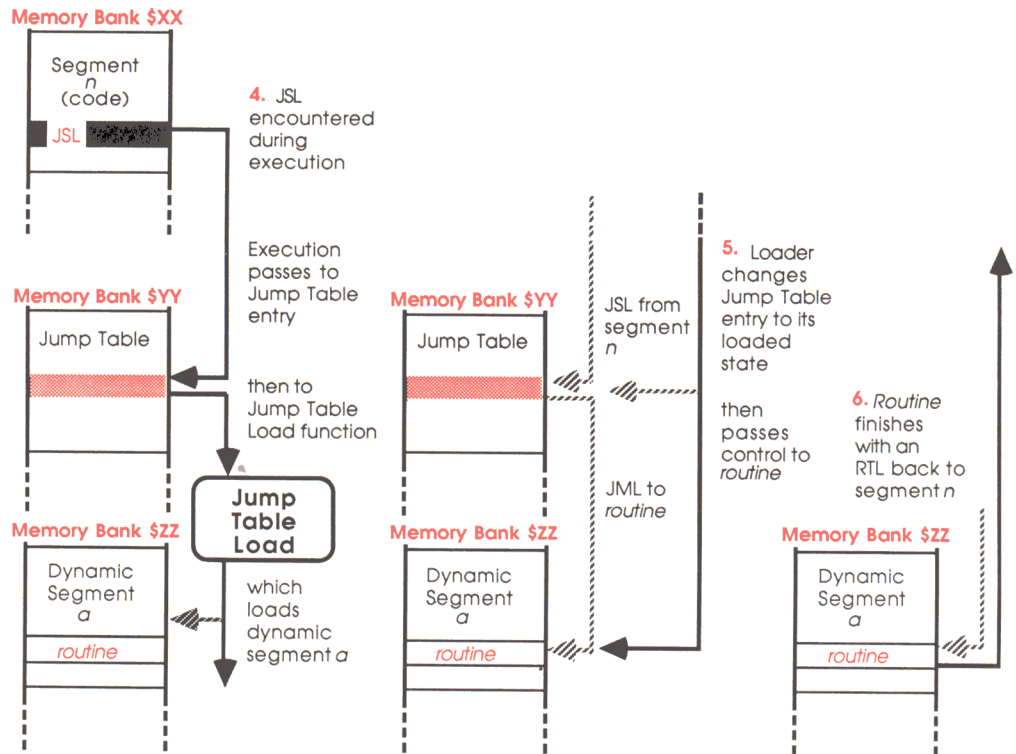 Memory Bank $XX
Segment
n
(code)
JSL
4. JSL
encountered
during
execution
Execution
passes to
Jump Table
entry
Memory Bank $YY
Jump Table
then to
Jump Table
Load function
Jump
Table
Load
Memory Bank $ZZ
Dynamic
Segment
a
routine
which
loads
dynamic
segment a
Memory Bank $YY
Jump Table
JSL from
segment
n
JML to
routine
Memory Bank $ZZ
Dynamic
Segment
a
routine
5. Loader
changes
Jump Table
entry to its
loaded
state
then
passes
control to
routine
6. Routine
finishes
with an
RTL back to
segment n
Memory Bank $ZZ
Dynamic
Segment
a
routine